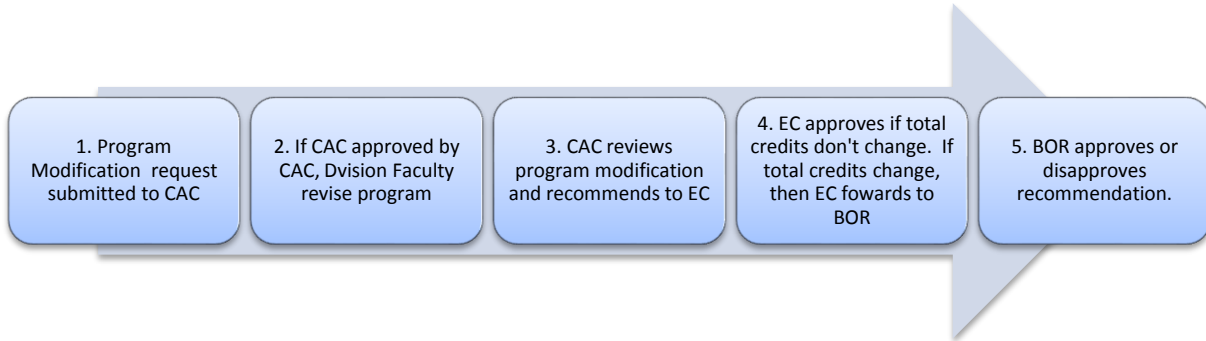 1. Program
Modification  request
submitted to CAC
2. If CAC approved by
CAC, Dvision Faculty
revise program
3. CAC reviews
program modification
and recommends to EC
4. EC approves if total
credits don't change.  If
total credits change,
then EC fowards to
BOR
5. BOR approves or
disapproves
recommendation.